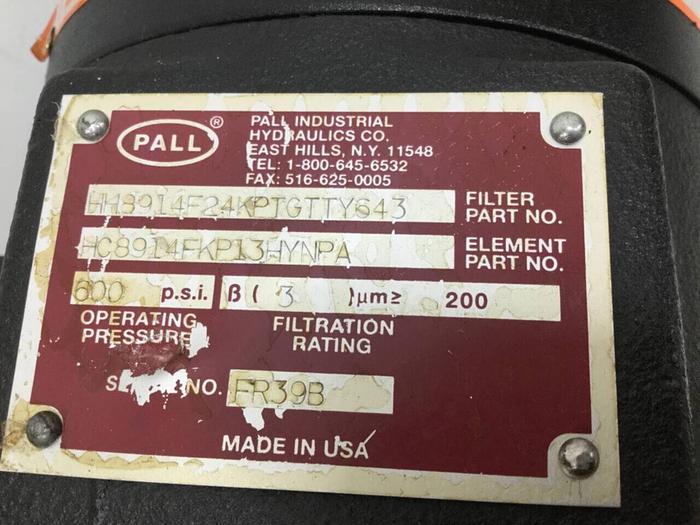 PALL®
PALL INDUSTRIAL
HYDRAULICS CO.
EAST HILLS, N.Y. 11548
TEL: 1-800-645-6532
FAX: 516-625-0005
HH8914F24KPTGTTY643 FILTER PART NO.
HC8914FKP13HYNPA ELEMENT PART NO.
600 p.s.i. β ( 3 )μm≥ 200
OPERATING PRESSURE FILTRATION RATING
NO. FR39B
MADE IN USA